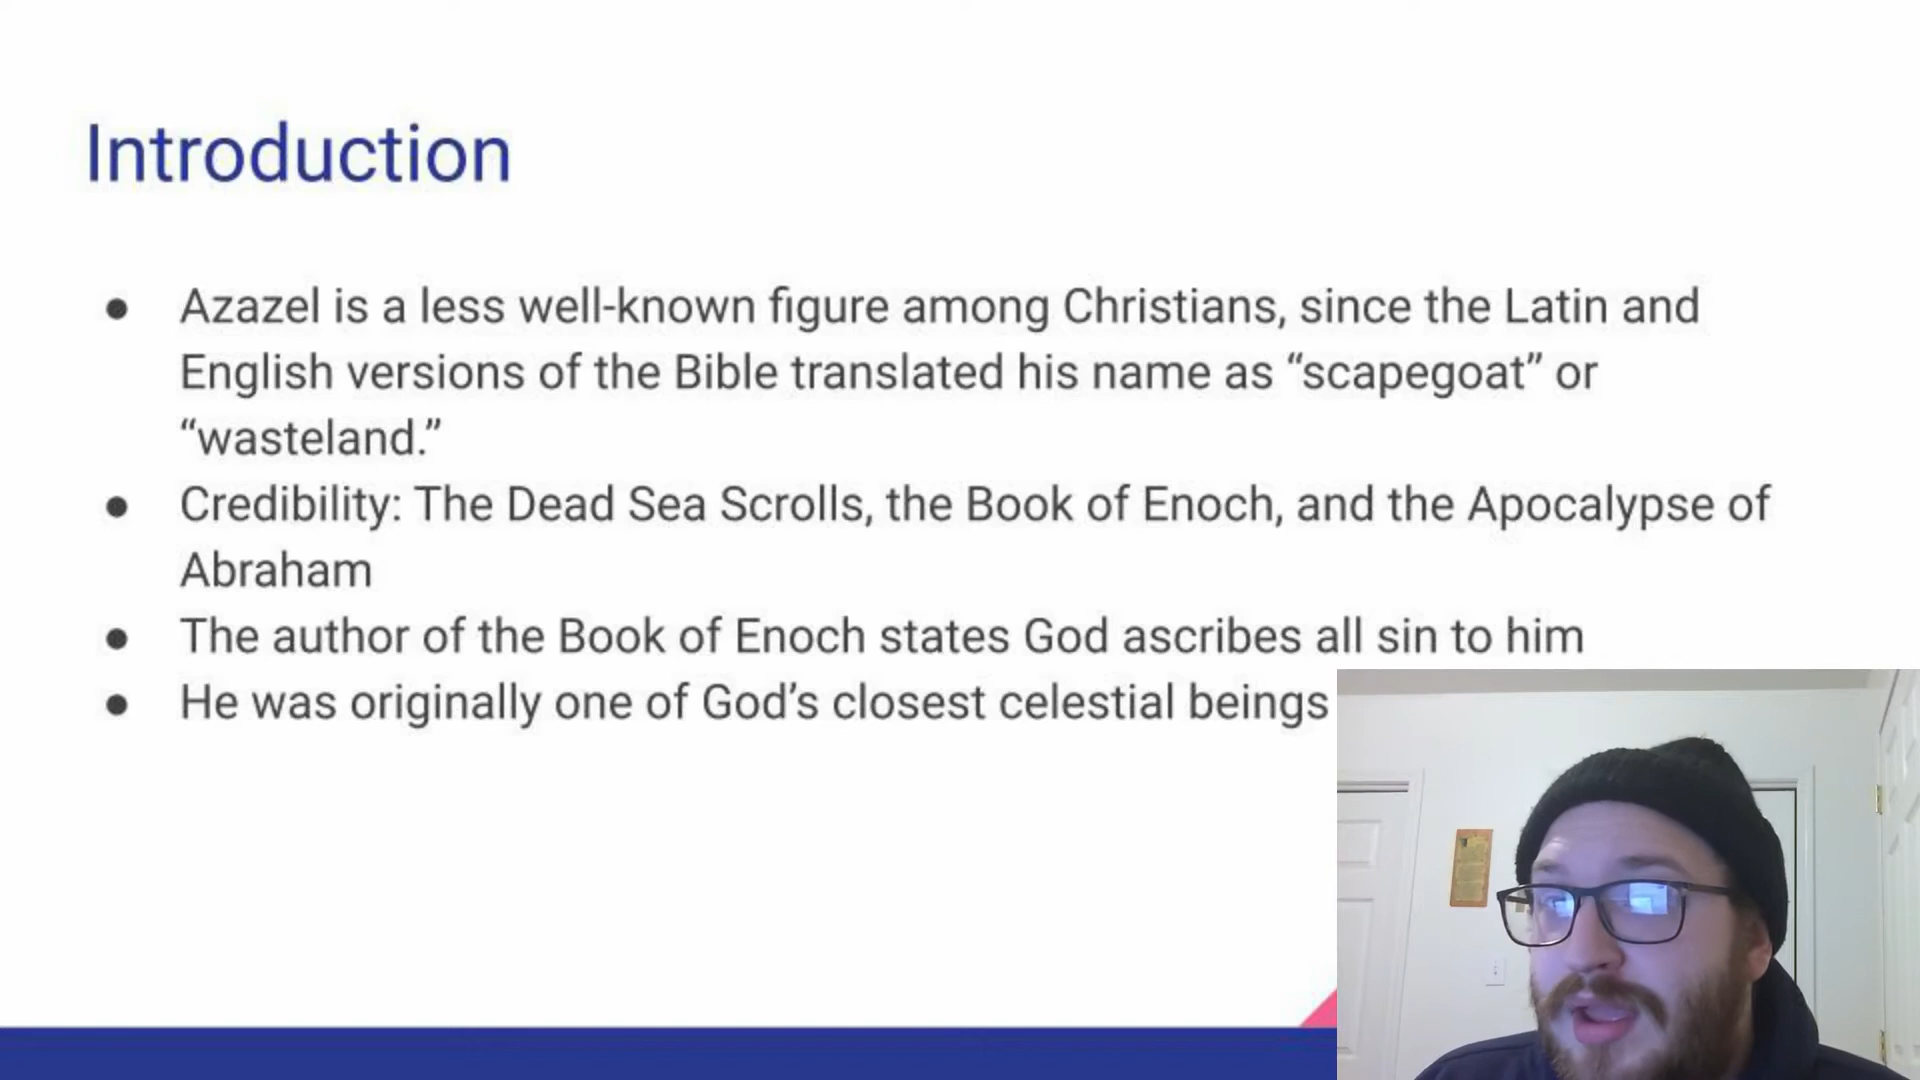 Introduction
● Azazel is a less well-known figure among Christians, since the Latin and
English versions of the Bible translated his name as “scapegoat” or
“wasteland.”
● Credibility: The Dead Sea Scrolls, the Book of Enoch, and the Apocalypse of
Abraham
● The author of the Book of Enoch states God ascribes all sin to him
● He was originally one of God’s closest celestial beings